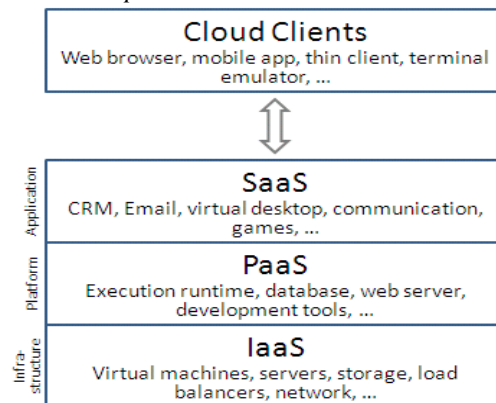 Cloud Clients
Web browser, mobile app, thin client, terminal
emulator, ...
Application
SaaS
CRM, Email, virtual desktop, communication,
games, ...
Platform
PaaS
Execution runtime, database, web server,
development tools, ...
Infra-
structure
IaaS
Virtual machines, servers, storage, load
balancers, network, ...